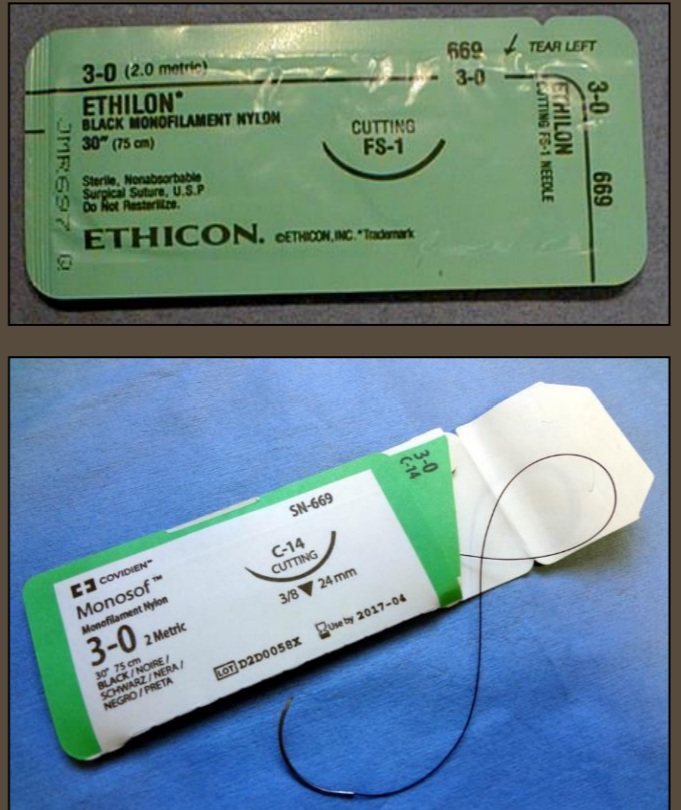 3-0 (2.0 metric)
669
TEAR LEFT
3-0
ETHILON*
BLACK MONOFILAMENT NYLON
30" (75 cm)
CUTTING
FS-1
Sterile, Nonabsorbable
Surgical Suture, U.S.P
Do Not Resterilize.
ETHICON. ©ETHICON, INC. *Trademark
3-0 669
ETHILON
CUTTING FS-1 NEEDLE
3-0
C-14
SN-669
C-14
CUTTING
3/8 24 mm
COVIDIEN™
Monosof™
Monofilament Nylon
3-0 2 Metric
30" 75 cm
BLACK / NOIRE /
SCHWARZ / NERA /
NEGRO / PRETA
LOT D2D0058X
Use by 2017-04